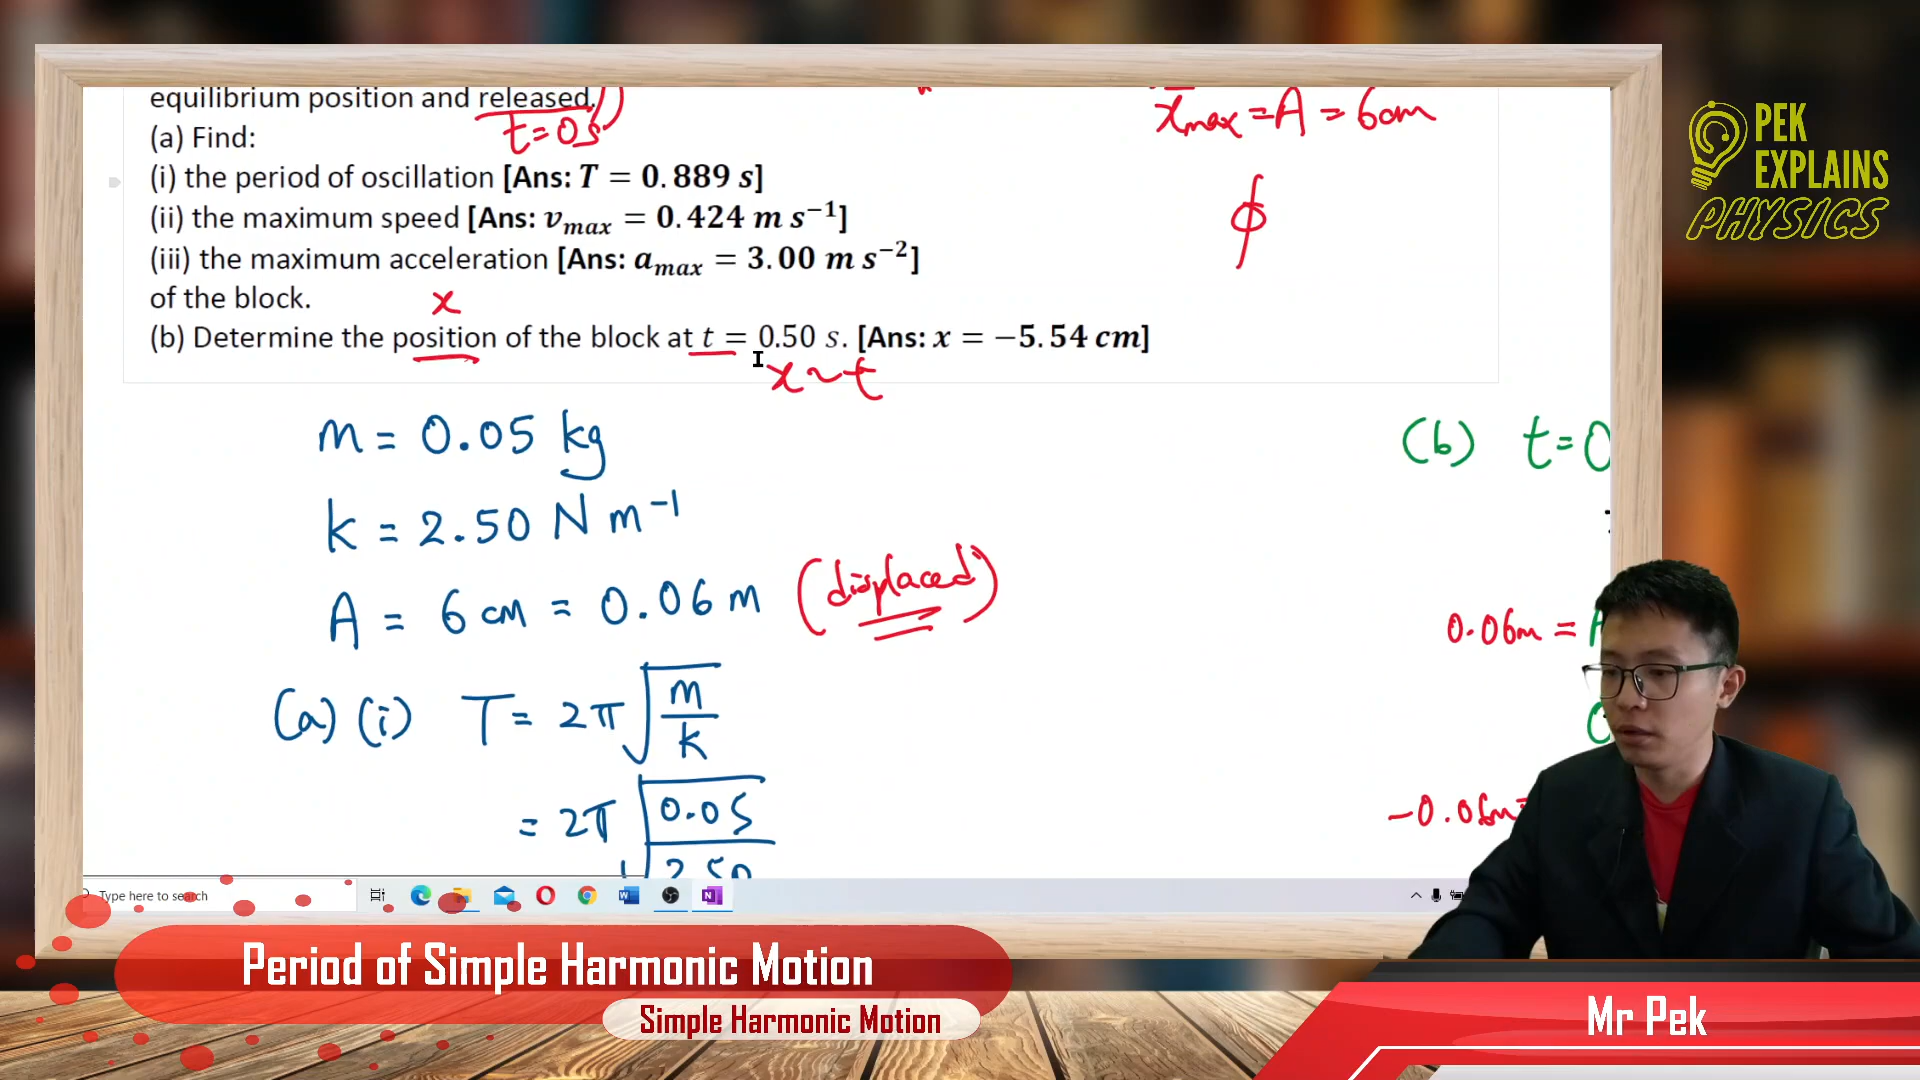 equilibrium position and released.
t = 0s
(a) Find:
(i) the period of oscillation [Ans: T = 0.889 s]
(ii) the maximum speed [Ans: vmax = 0.424 m s⁻¹]
(iii) the maximum acceleration [Ans: amax = 3.00 m s⁻²]
of the block.
x
(b) Determine the position of the block at t = 0.50 s. [Ans: x = −5.54 cm]
x ~ t
xmax = A = 6cm
ϕ
m = 0.05 kg
k = 2.50 N m⁻¹
A = 6 cm = 0.06 m (displaced)
(a) (i) T = 2π √(m/k)
= 2π √(0.05/2.50)
(b) t = 0
0.06m = A
0
-0.06m =
Type here to search
PEK
EXPLAINS
PHYSICS
Period of Simple Harmonic Motion
Simple Harmonic Motion
Mr Pek